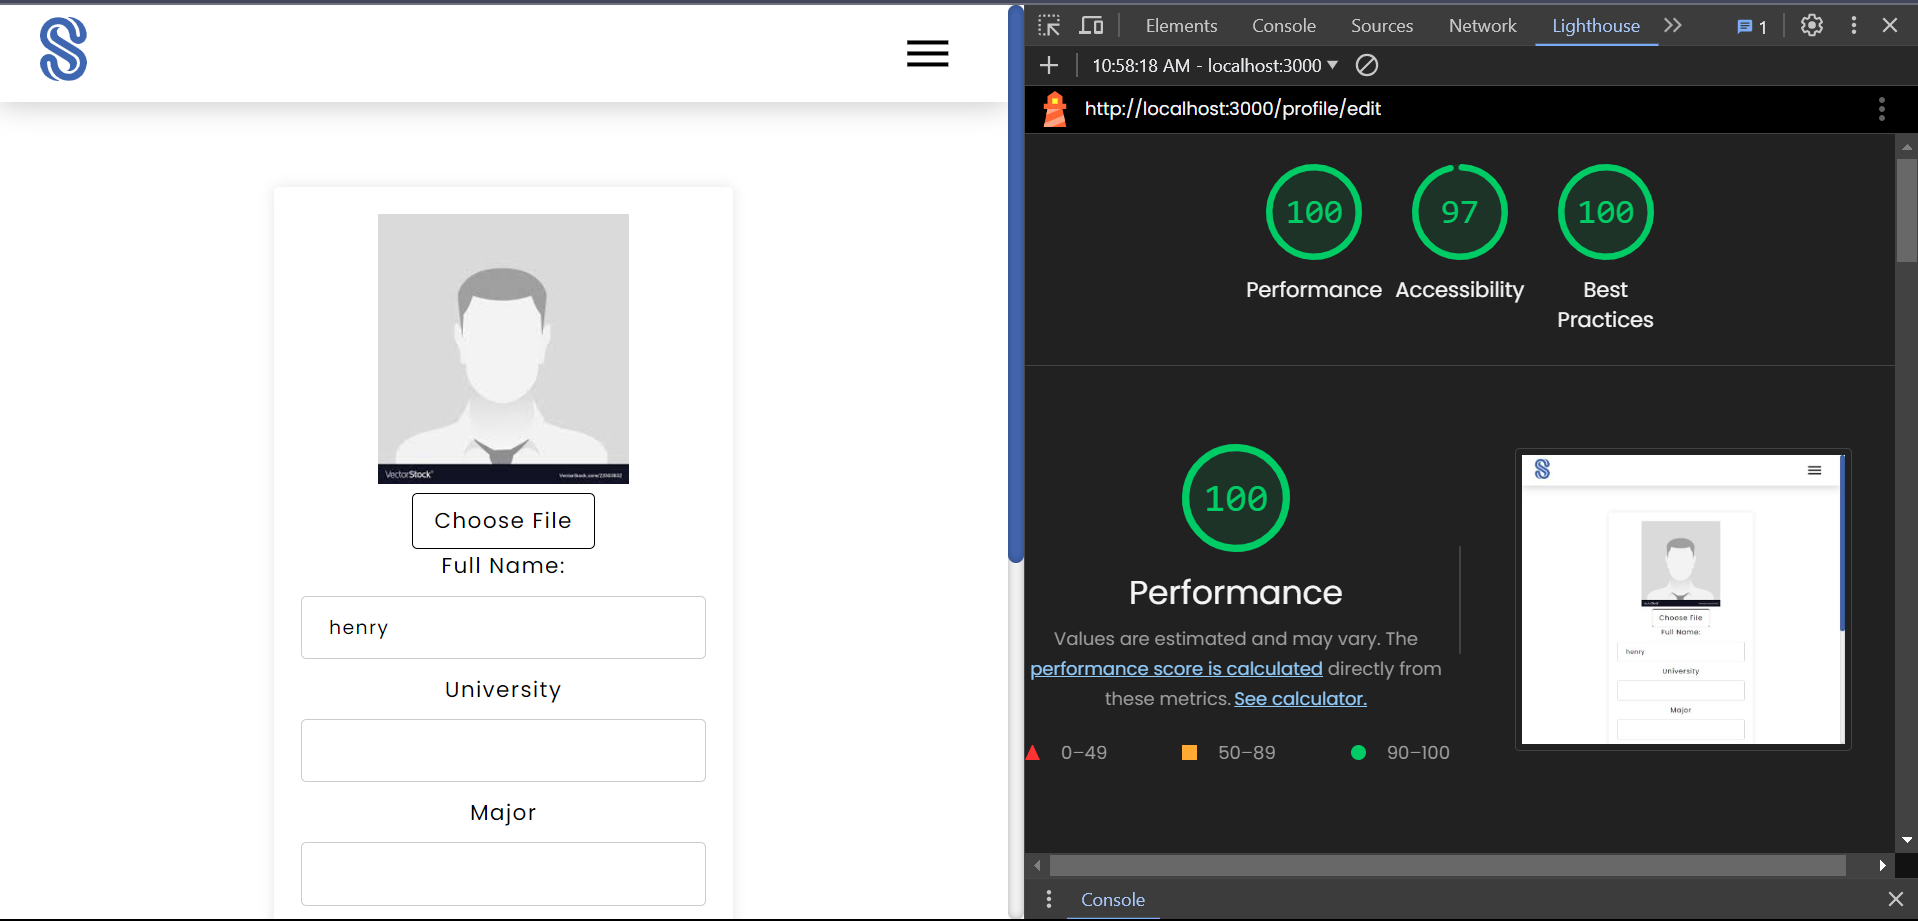 VectorStock
Choose File
Full Name:
henry
University
Major
Elements Console Sources Network Lighthouse 1
10:58:18 AM - localhost:3000
http://localhost:3000/profile/edit
100 97 100
Performance Accessibility Best
Practices
100
Performance
Values are estimated and may vary. The
performance score is calculated directly from
these metrics. See calculator.
0–49 50–89 90–100
Choose File
Full Name:
henry
University
Major
Console